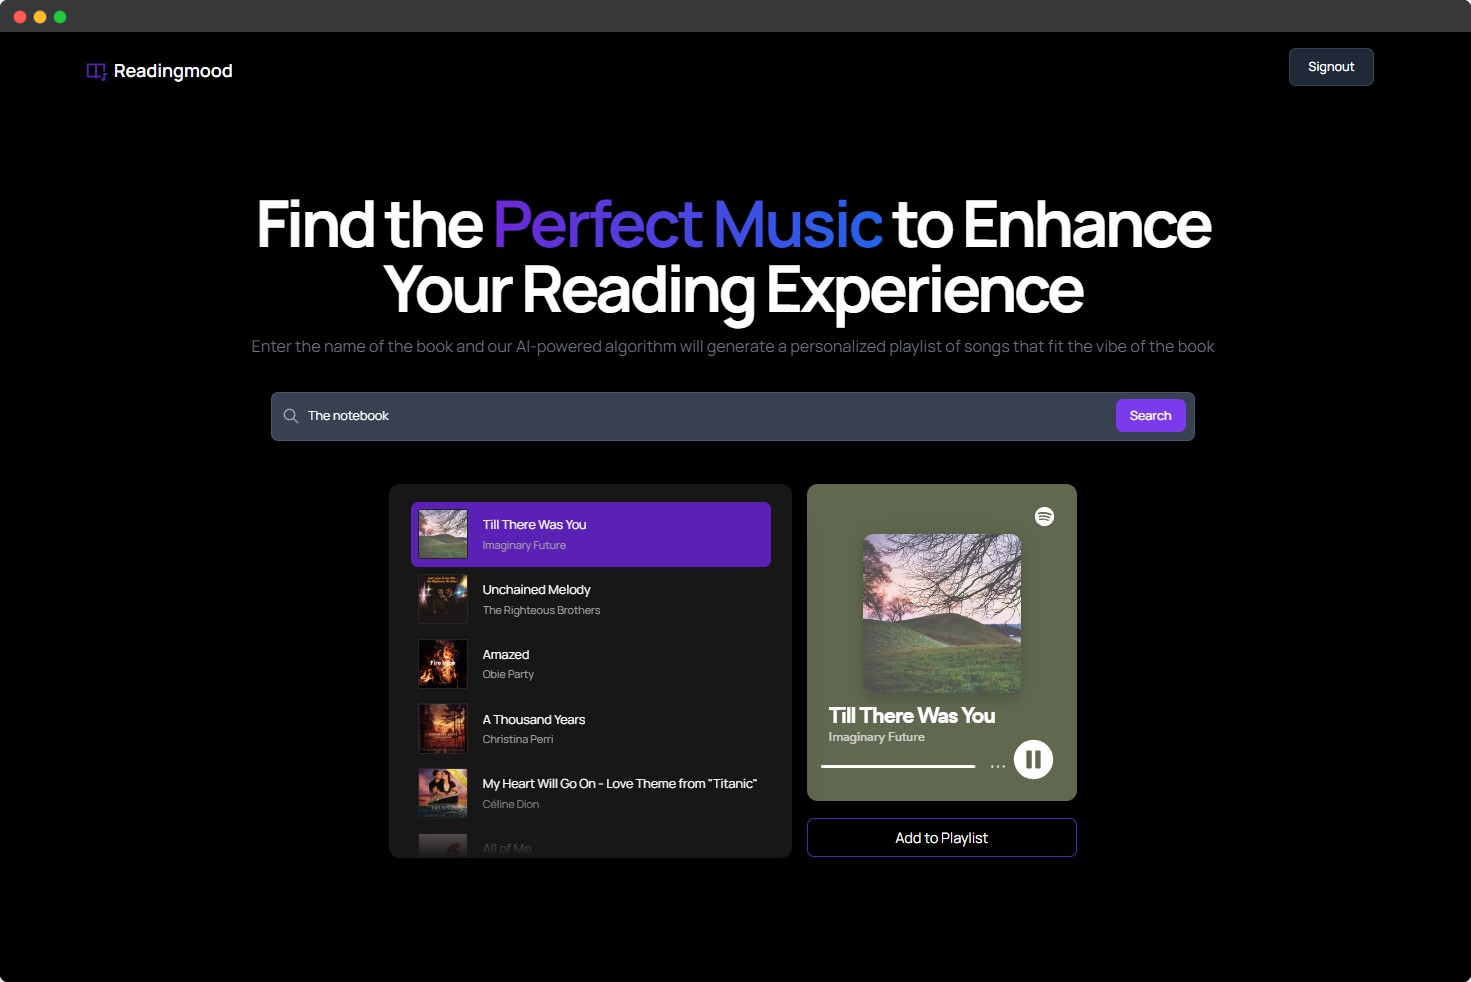 Readingmood
Signout
Find the Perfect Music to Enhance
Your Reading Experience
Enter the name of the book and our AI-powered algorithm will generate a personalized playlist of songs that fit the vibe of the book
The notebook
Search
Till There Was You
Imaginary Future
Unchained Melody
The Righteous Brothers
Amazed
Obie Party
A Thousand Years
Christina Perri
My Heart Will Go On - Love Theme from "Titanic"
Céline Dion
All of Me
Till There Was You
Imaginary Future
Add to Playlist